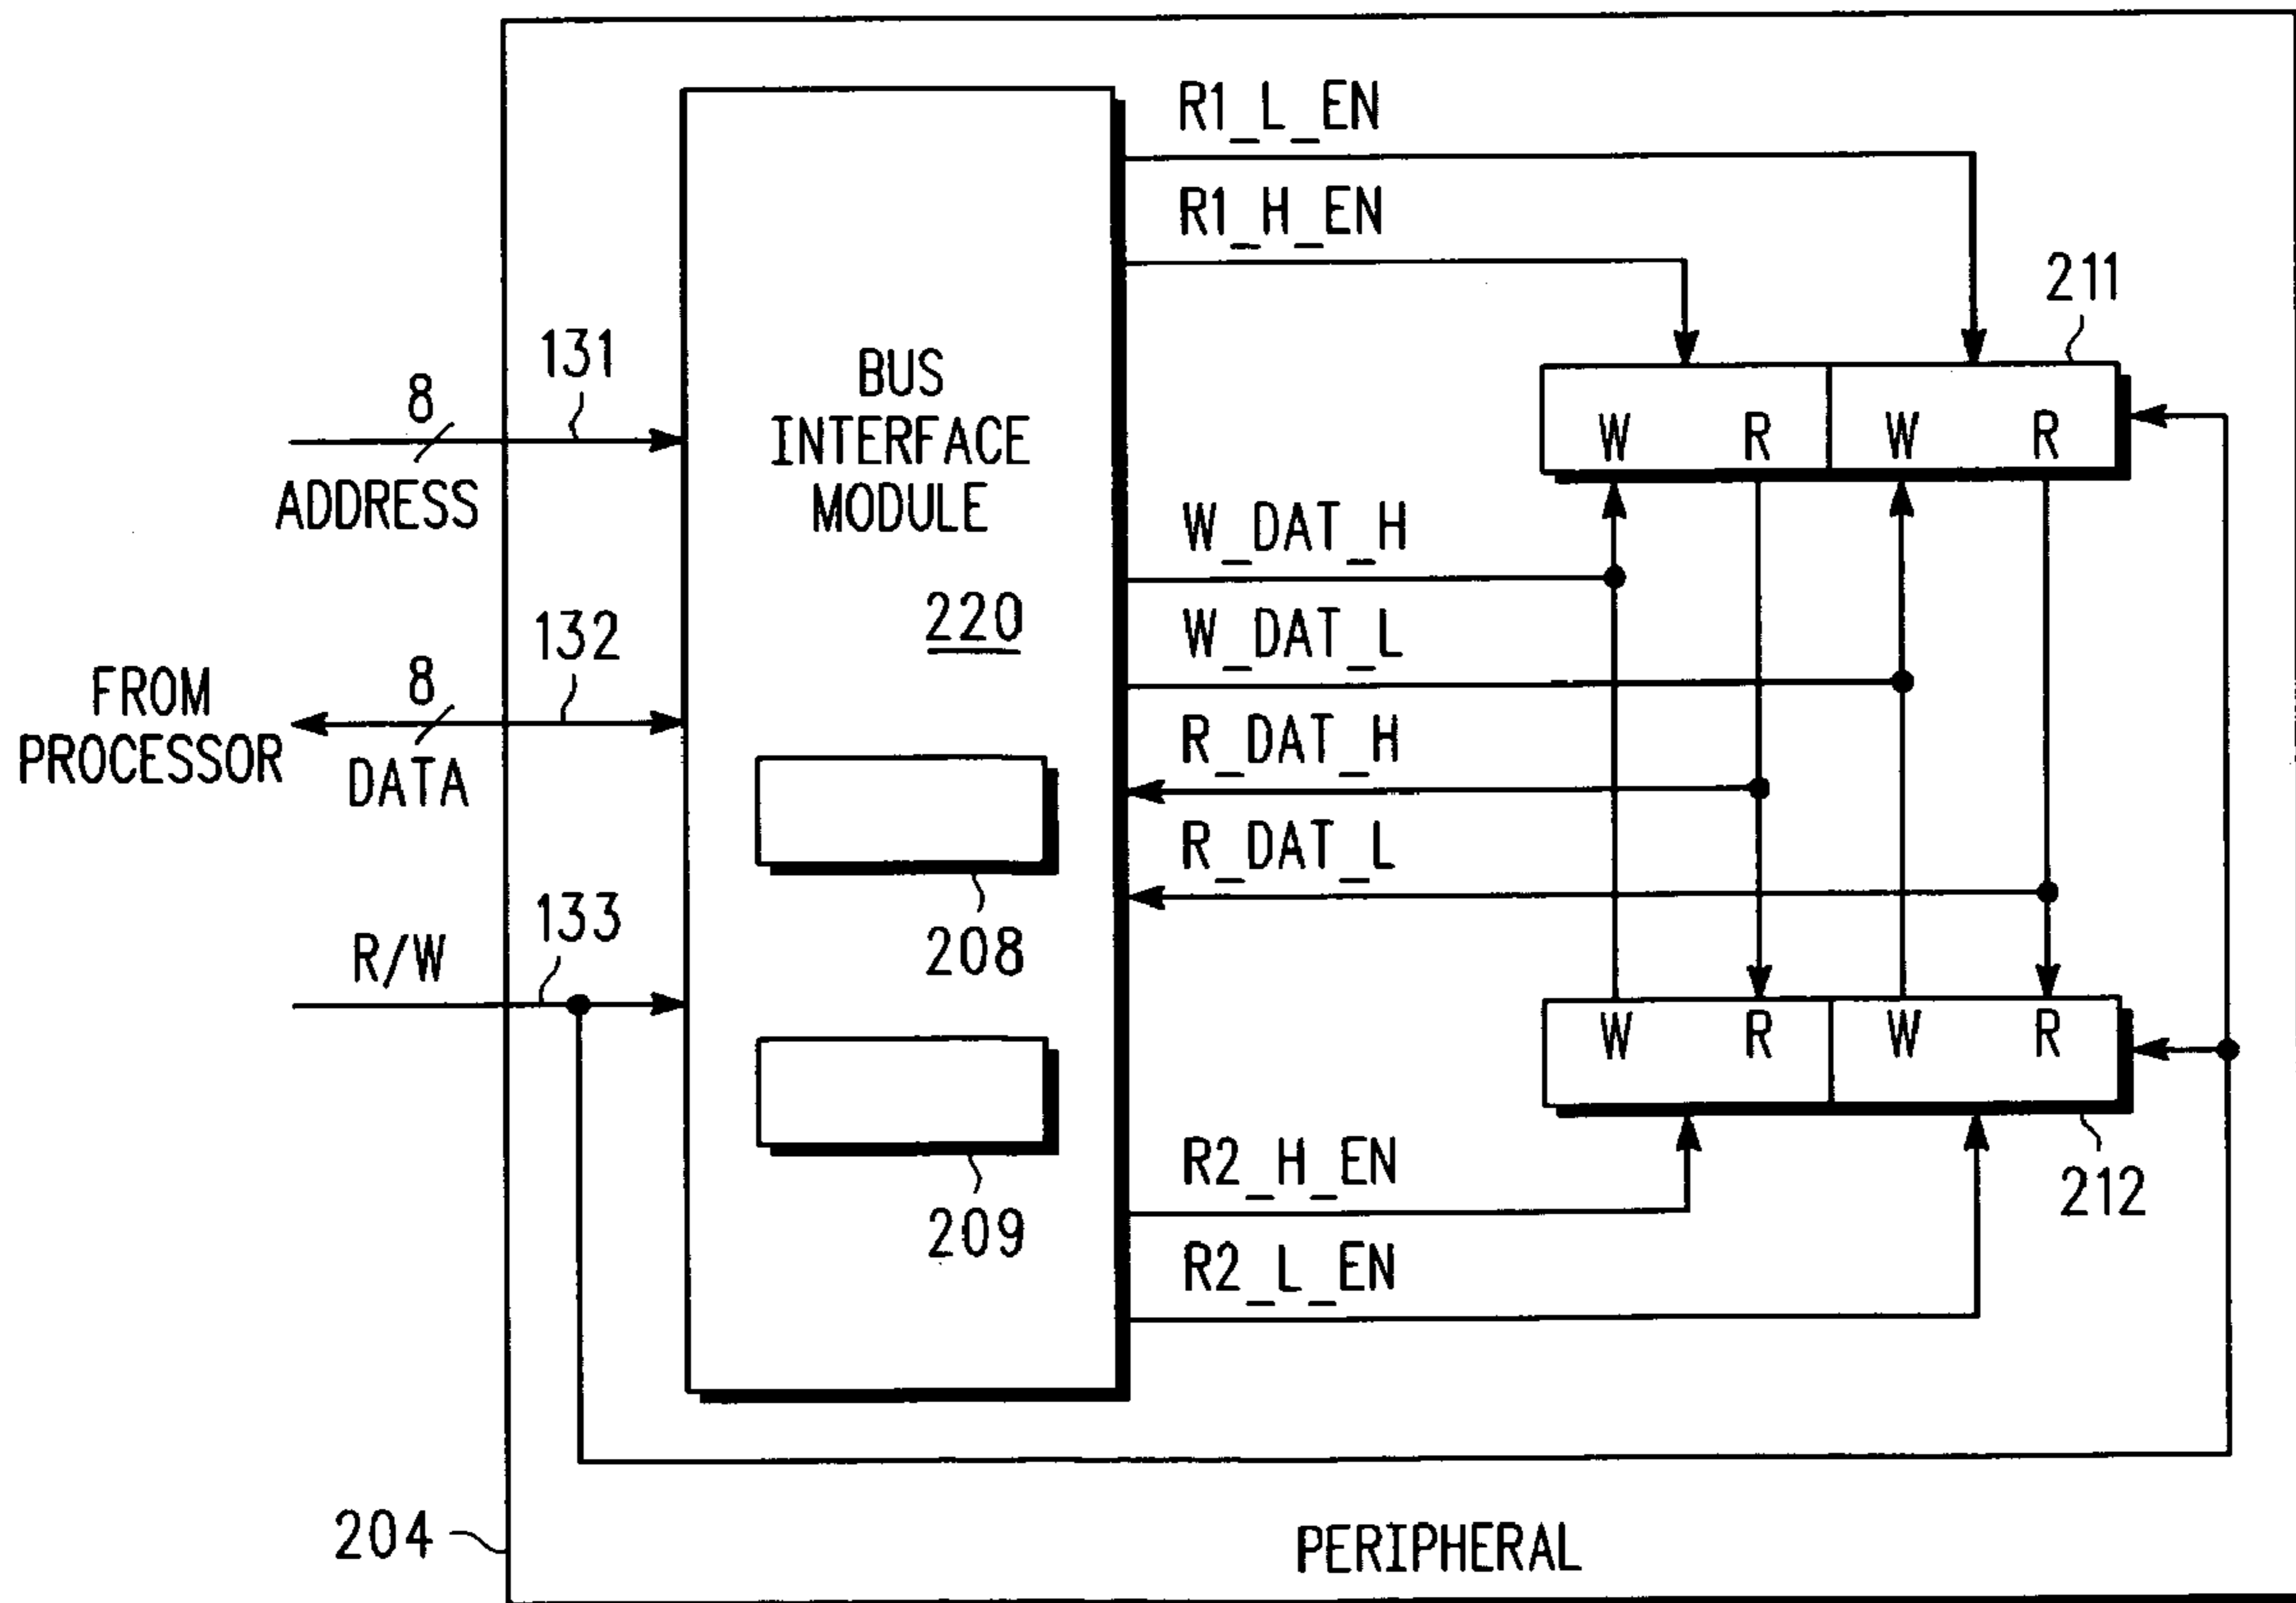 R1_L_EN
R1_H_EN
211
131
8
ADDRESS
BUS
INTERFACE
MODULE
220
W R W R
W_DAT_H
W_DAT_L
R_DAT_H
R_DAT_L
132
8
FROM
PROCESSOR
DATA
208
133
R/W
209
W R W R
212
R2_H_EN
R2_L_EN
204
PERIPHERAL